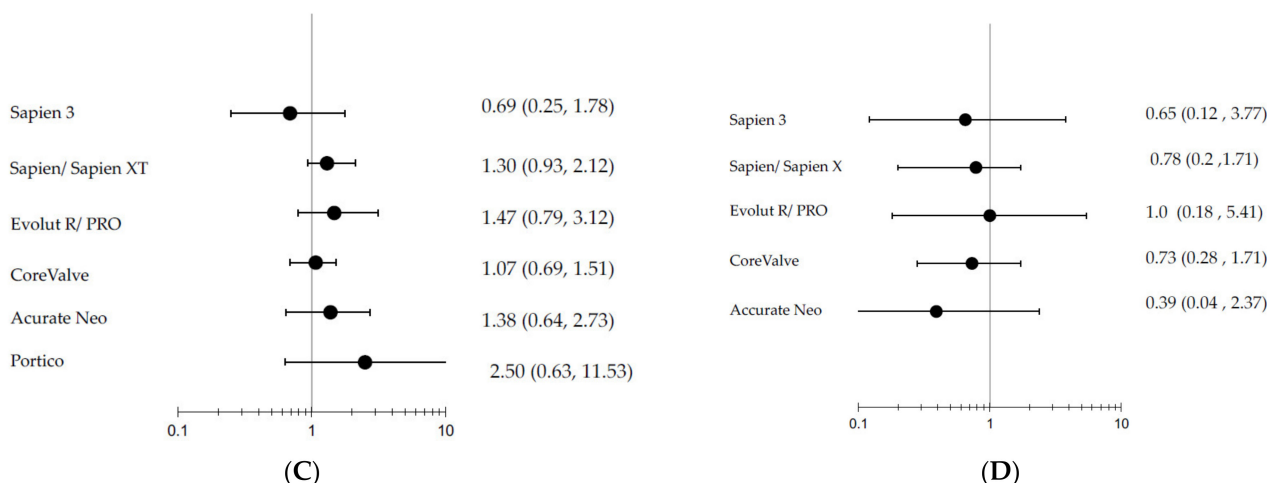 Sapien 3 0.69 (0.25, 1.78)
Sapien/ Sapien XT 1.30 (0.93, 2.12)
Evolut R/ PRO 1.47 (0.79, 3.12)
CoreValve 1.07 (0.69, 1.51)
Acurate Neo 1.38 (0.64, 2.73)
Portico 2.50 (0.63, 11.53)
0.1 1 10
(C)
Sapien 3 0.65 (0.12 , 3.77)
Sapien/ Sapien X 0.78 (0.2 ,1.71)
Evolut R/ PRO 1.0 (0.18 , 5.41)
CoreValve 0.73 (0.28 , 1.71)
Accurate Neo 0.39 (0.04 , 2.37)
0.1 1 10
(D)